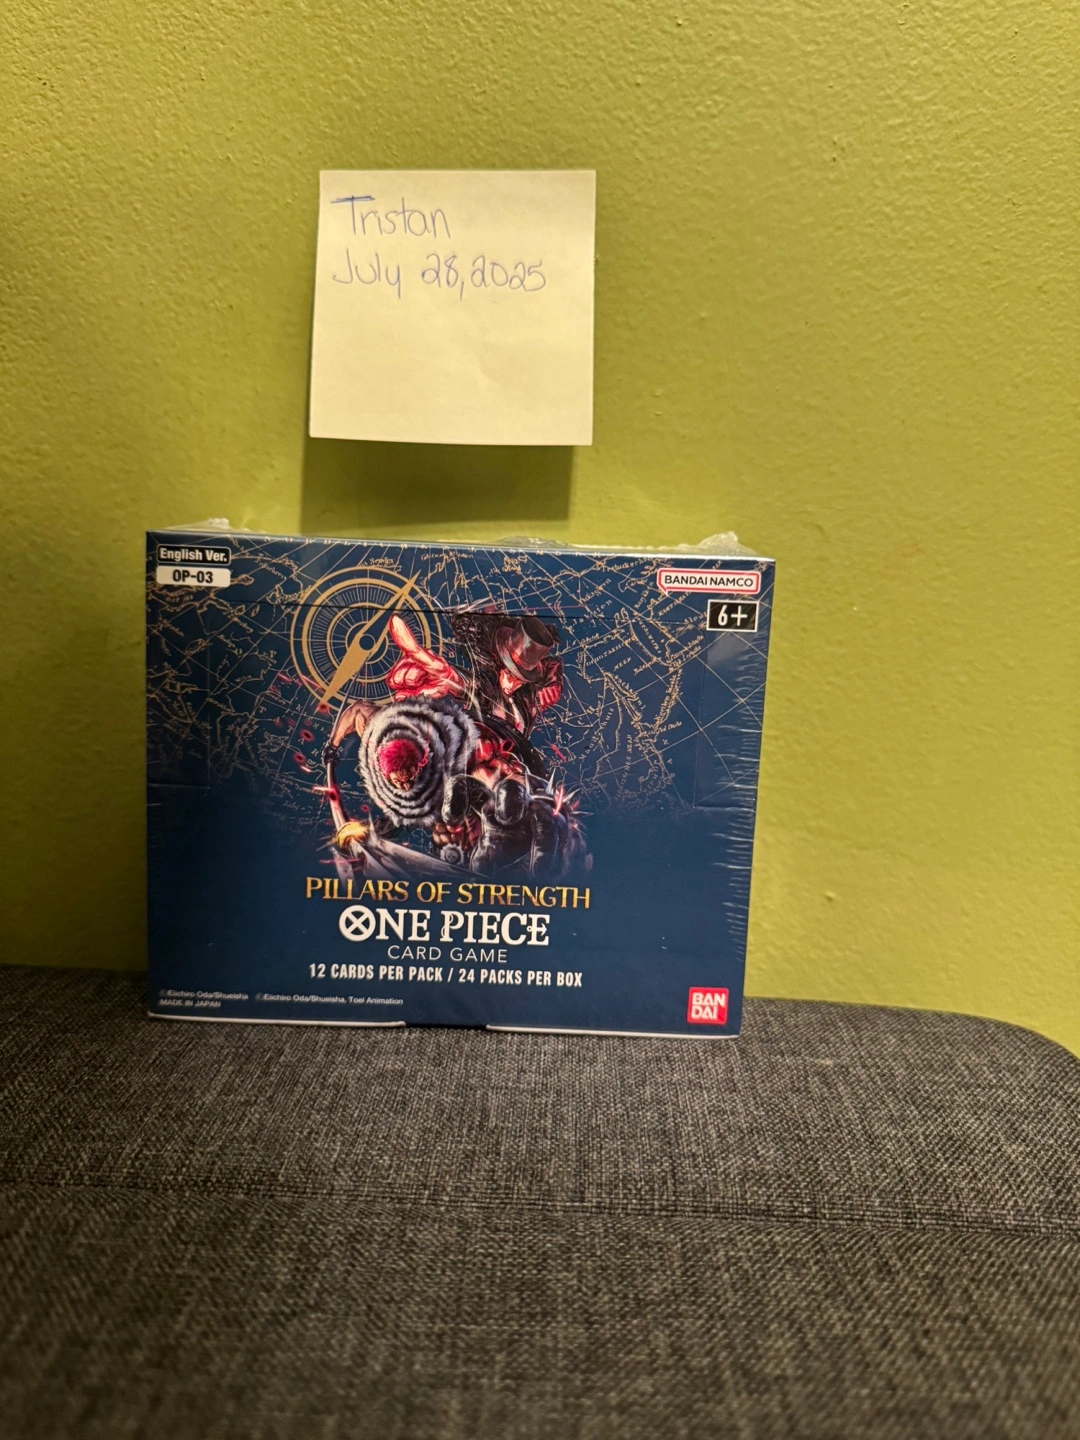 Tristan
July 28, 2025
English Ver.
OP-03
BANDAI NAMCO
6+
PILLARS OF STRENGTH
ONE PIECE
CARD GAME
12 CARDS PER PACK / 24 PACKS PER BOX
©Eiichiro Oda/Shueisha ©Eiichiro Oda/Shueisha, Toei Animation
MADE IN JAPAN
BAN
DAI